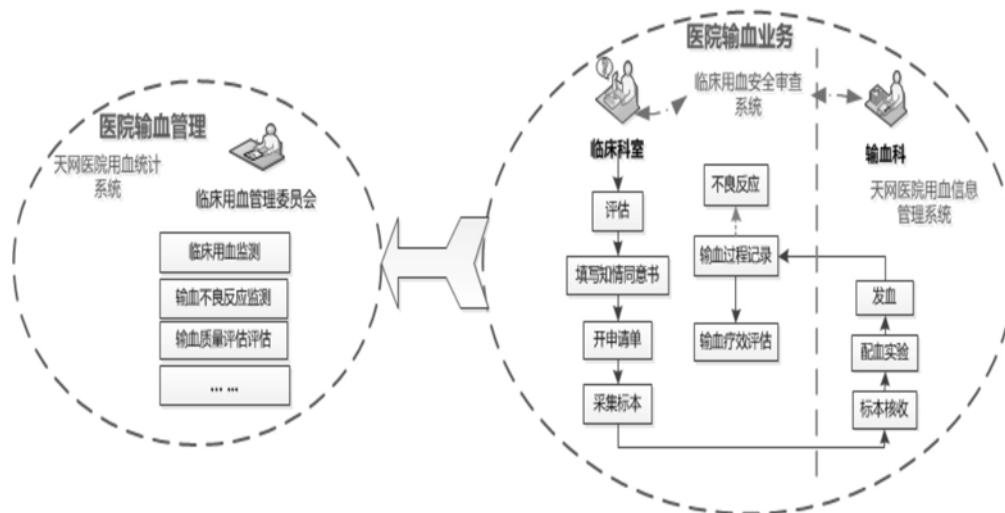 医院输血管理
天网医院用血统计
系统
临床用血管理委员会
临床用血监测
输血不良反应监测
输血质量评估评估
... ...
医院输血业务
临床用血安全审查
系统
临床科室
评估
填写知情同意书
开申请单
采集标本
不良反应
输血过程记录
输血疗效评估
输血科
天网医院用血信息
管理系统
发血
配血实验
标本核收